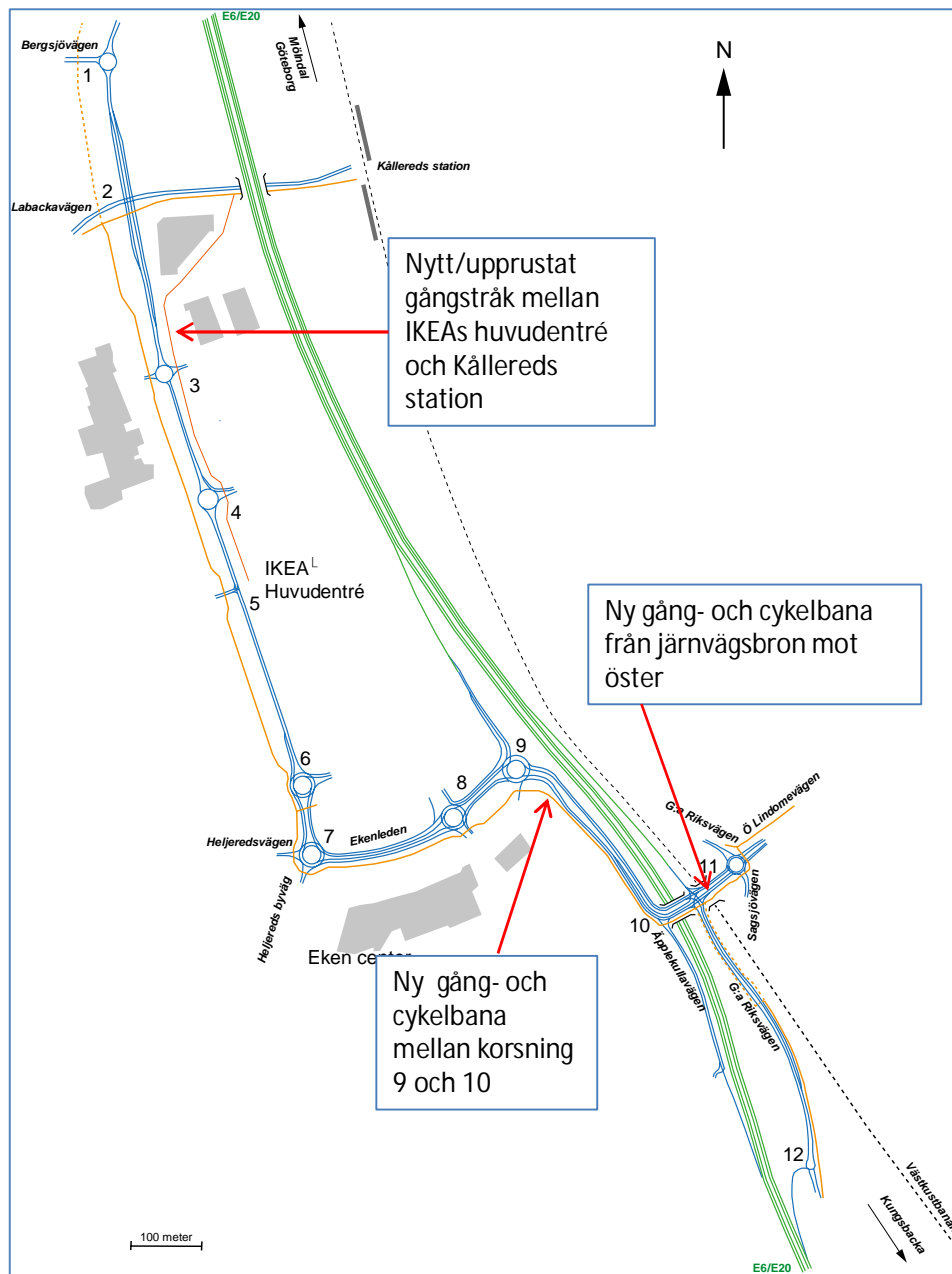 E6/E20
Mölndal
Göteborg
N
Bergsjövägen
1
2
Labackavägen
Kållereds station
Nytt/upprustat
gångstråk mellan
IKEAs huvudentré
och Kållereds
station
3
4
IKEA
Huvudentré
5
Ny gång- och cykelbana
från järnvägsbron mot
öster
6
9
8
Heljeredsvägen
7
Ekenleden
G:a Riksvägen
Ö Lindomevägen
11
Sagsjövägen
Heljereds byväg
10
Äpplekullavägen
G:a Riksvägen
Eken center
Ny gång- och
cykelbana
mellan korsning
9 och 10
12
Västkustbanan
Kungsbacka
100 meter
E6/E20